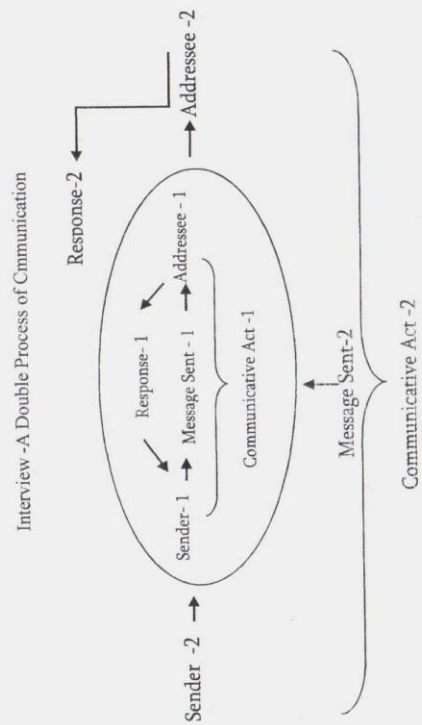 Interview -A Double Process of Cmmunication
Response-2
Sender -2
Addressee -2
Response- 1
Sender- 1
Message Sent - 1
Addressee - 1
Communicative Act -1
Message Sent-2
Communicative Act -2